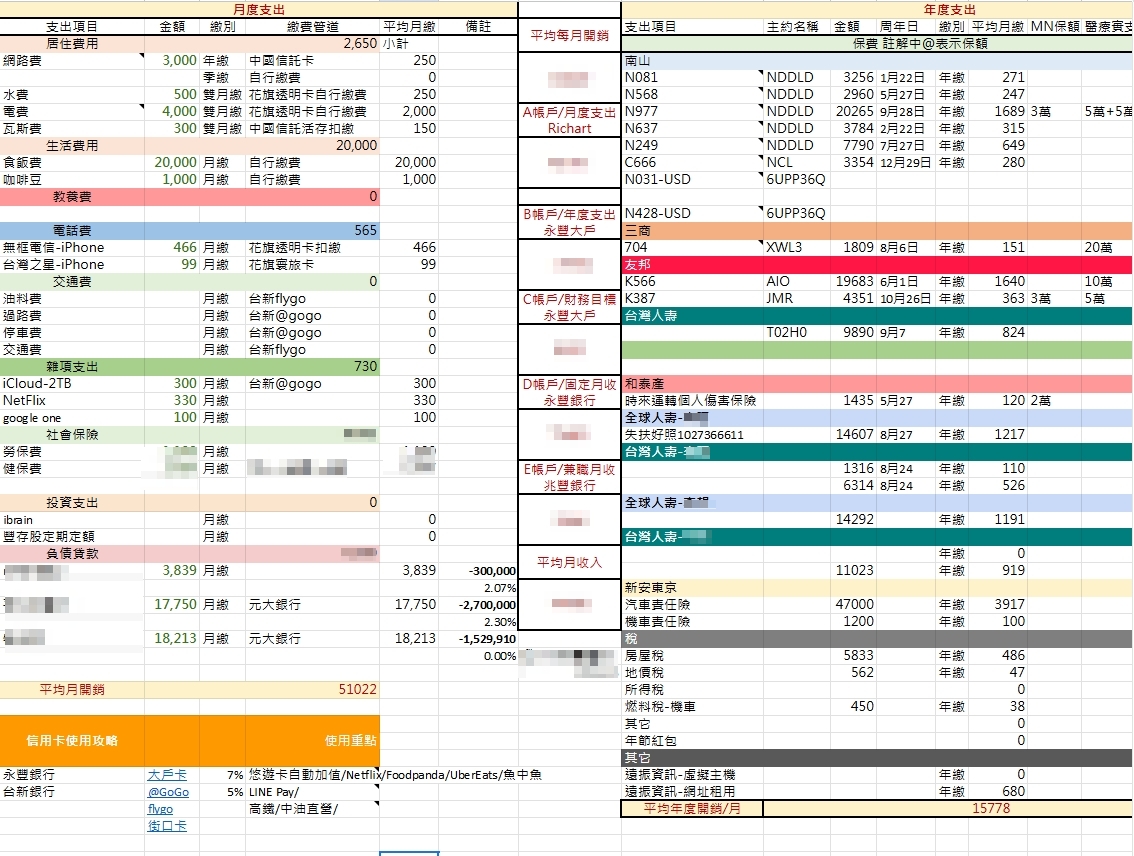 月度支出
支出項目 金額 繳別 繳費管道 平均月繳 備註
居住費用 2,650 小計
網路費 3,000 年繳 中國信託卡 250
季繳 自行繳費 0
水費 500 雙月繳 花旗透明卡自行繳費 250
電費 4,000 雙月繳 花旗透明卡自行繳費 2,000
瓦斯費 300 雙月繳 中國信託活存扣繳 150
生活費用 20,000
食飯費 20,000 月繳 自行繳費 20,000
咖啡豆 1,000 月繳 自行繳費 1,000
教養費 0
電話費 565
無框電信-iPhone 466 月繳 花旗透明卡扣繳 466
台灣之星-iPhone 99 月繳 花旗寰旅卡 99
交通費 0
油料費 月繳 台新flygo 0
過路費 月繳 台新@gogo 0
停車費 月繳 台新@gogo 0
交通費 月繳 台新flygo 0
雜項支出 730
iCloud-2TB 300 月繳 台新@gogo 300
NetFlix 330 月繳 330
google one 100 月繳 100
社會保險
勞保費 月繳
健保費 月繳
投資支出 0
ibrain 月繳 0
豐存股定期定額 月繳 0
負債貸款
3,839 月繳 3,839 -300,000
2.07%
17,750 月繳 元大銀行 17,750 -2,700,000
2.30%
18,213 月繳 元大銀行 18,213 -1,529,910
0.00%
平均月開銷 51022
信用卡使用攻略 使用重點
永豐銀行 大戶卡 7% 悠遊卡自動加值/Netflix/Foodpanda/UberEats/魚中魚
台新銀行 @GoGo 5% LINE Pay/
flygo 高鐵/中油直營/
街口卡
平均每月開銷
A帳戶/月度支出
Richart
B帳戶/年度支出
永豐大戶
C帳戶/財務目標
永豐大戶
D帳戶/固定月收
永豐銀行
E帳戶/兼職月收
兆豐銀行
平均月收入
年度支出
支出項目 主約名稱 金額 周年日 繳別 平均月繳 MN保額 醫療實支
保費 註解中@表示保額
南山
N081 NDDLD 3256 1月22日 年繳 271
N568 NDDLD 2960 5月27日 年繳 247
N977 NDDLD 20265 9月28日 年繳 1689 3萬 5萬+5萬
N637 NDDLD 3784 2月22日 年繳 315
N249 NDDLD 7790 7月27日 年繳 649
C666 NCL 3354 12月29日 年繳 280
N031-USD 6UPP36Q
N428-USD 6UPP36Q
三商
704 XWL3 1809 8月6日 年繳 151 20萬
友邦
K566 AIO 19683 6月1日 年繳 1640 10萬
K387 JMR 4351 10月26日 年繳 363 3萬 5萬
台灣人壽
T02H0 9890 9月7 年繳 824
和泰產
時來運轉個人傷害保險 1435 5月27 年繳 120 2萬
全球人壽-
失扶好照1027366611 14607 8月27 年繳 1217
台灣人壽-
1316 8月24 年繳 110
6314 8月24 年繳 526
全球人壽-
14292 年繳 1191
台灣人壽-
年繳 0
11023 年繳 919
新安東京
汽車責任險 47000 年繳 3917
機車責任險 1200 年繳 100
稅
房屋稅 5833 年繳 486
地價稅 562 年繳 47
所得稅 0
燃料稅-機車 450 年繳 38
其它 0
年節紅包 0
其它
遠振資訊-虛擬主機 年繳 0
遠振資訊-網址租用 年繳 680
平均年度開銷/月 15778